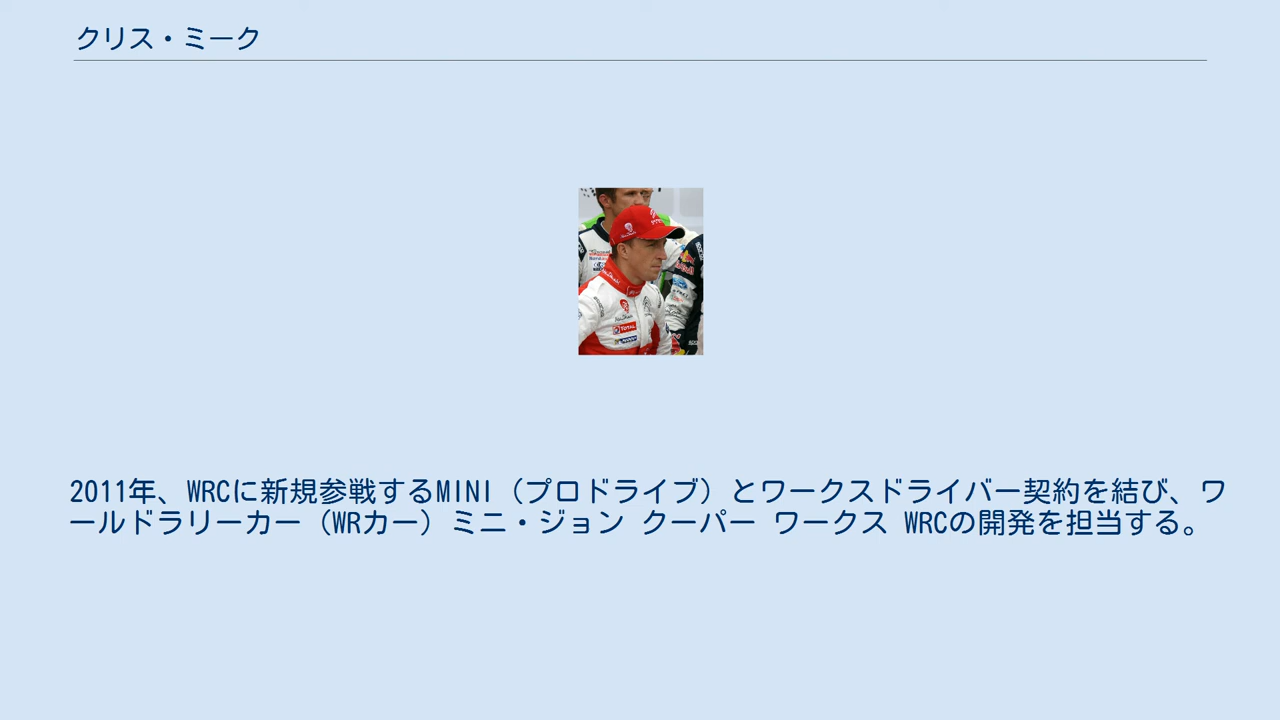 クリス・ミーク
TOTAL
2011年、WRCに新規参戦するMINI（プロドライブ）とワークスドライバー契約を結び、ワ
ールドラリーカー（WRカー）ミニ・ジョン クーパー ワークス WRCの開発を担当する。